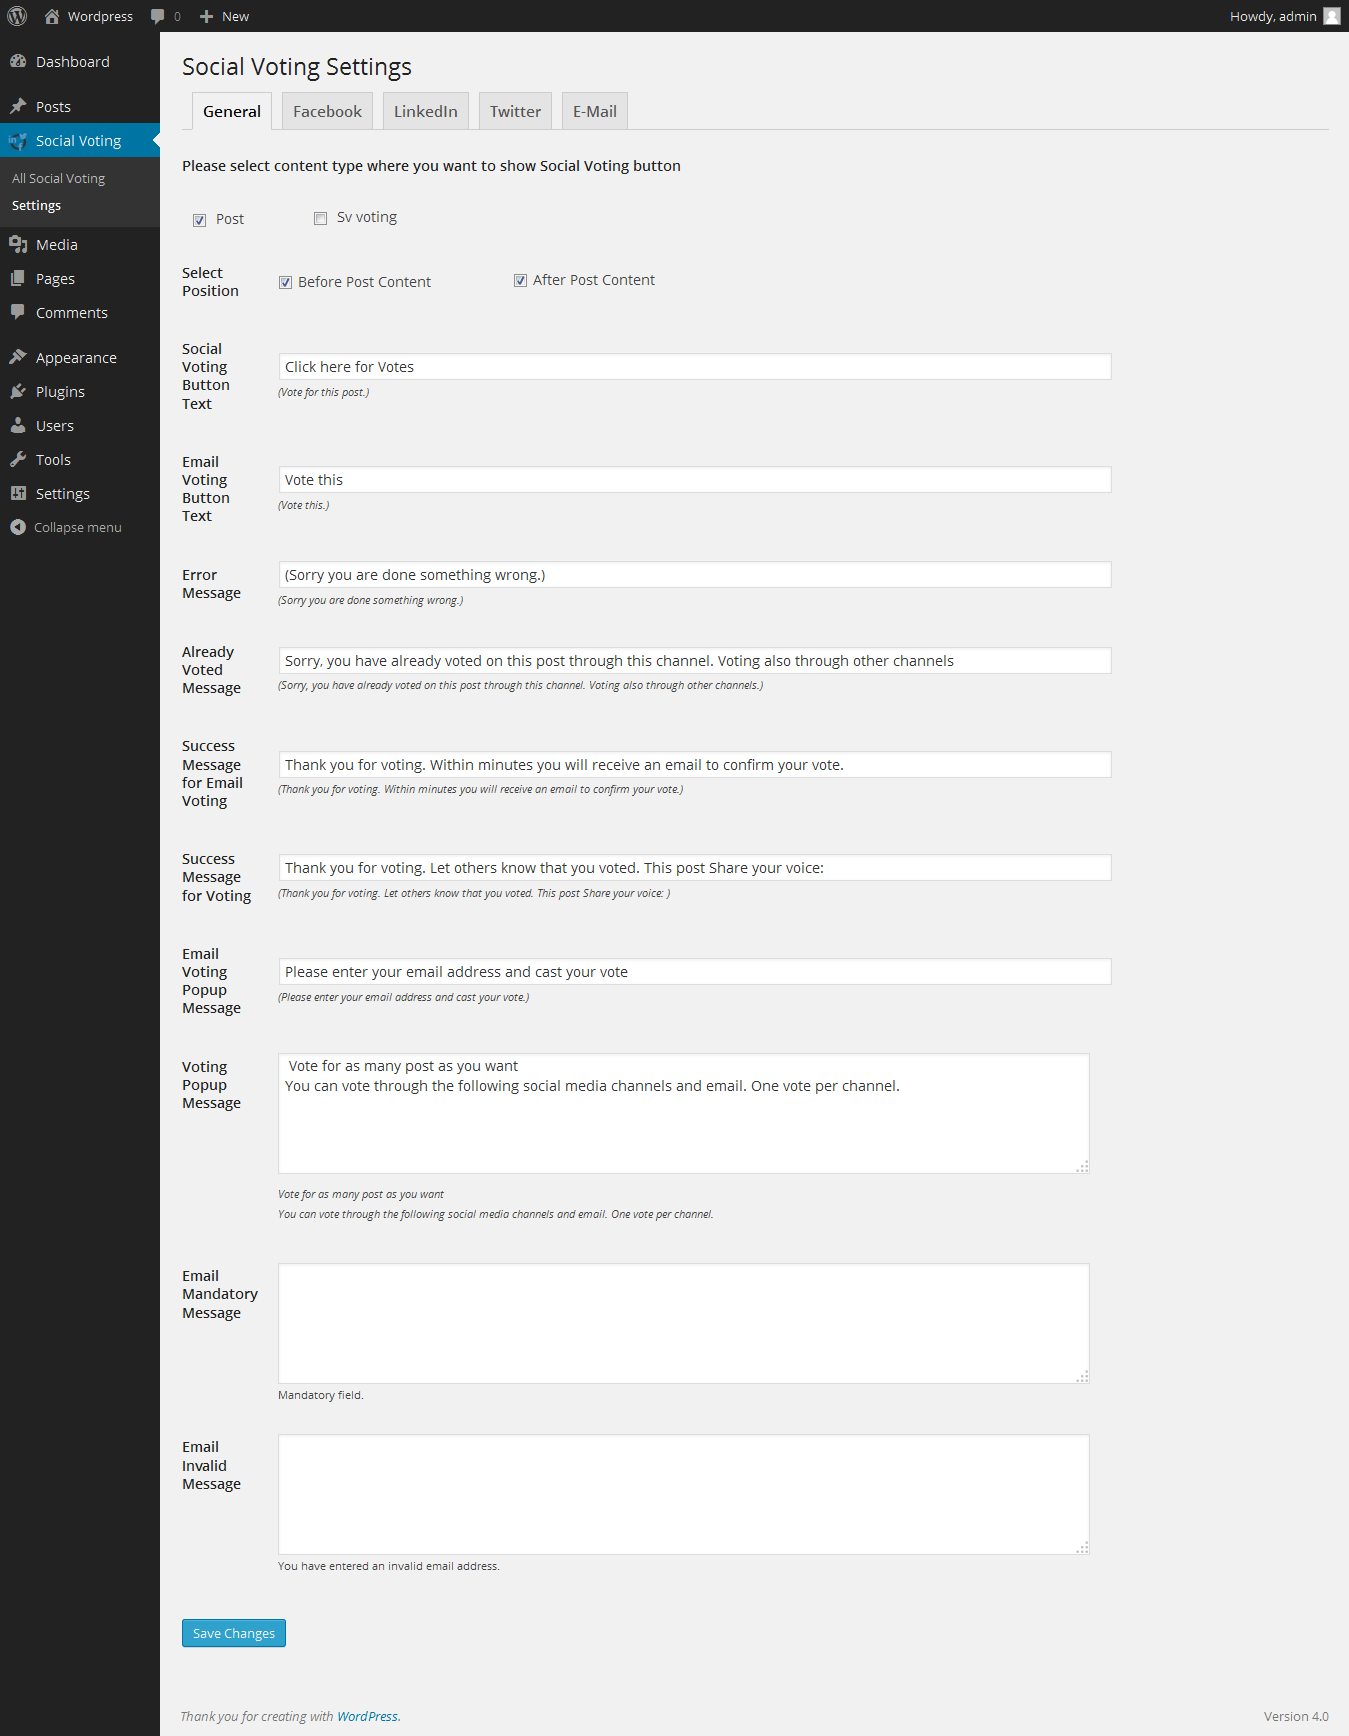 Wordpress 0 New Howdy, admin
Dashboard
Posts
Social Voting
All Social Voting
Settings
Media
Pages
Comments
Appearance
Plugins
Users
Tools
Settings
Collapse menu
Social Voting Settings
General Facebook LinkedIn Twitter E-Mail
Please select content type where you want to show Social Voting button
Post Sv voting
Select
Position
Before Post Content After Post Content
Social
Voting
Button
Text
Click here for Votes
(Vote for this post.)
Email
Voting
Button
Text
Vote this
(Vote this.)
Error
Message
(Sorry you are done something wrong.)
(Sorry you are done something wrong.)
Already
Voted
Message
Sorry, you have already voted on this post through this channel. Voting also through other channels
(Sorry, you have already voted on this post through this channel. Voting also through other channels.)
Success
Message
for Email
Voting
Thank you for voting. Within minutes you will receive an email to confirm your vote.
(Thank you for voting. Within minutes you will receive an email to confirm your vote.)
Success
Message
for Voting
Thank you for voting. Let others know that you voted. This post Share your voice:
(Thank you for voting. Let others know that you voted. This post Share your voice: )
Email
Voting
Popup
Message
Please enter your email address and cast your vote
(Please enter your email address and cast your vote.)
Voting
Popup
Message
Vote for as many post as you want
You can vote through the following social media channels and email. One vote per channel.
Vote for as many post as you want
You can vote through the following social media channels and email. One vote per channel.
Email
Mandatory
Message
Mandatory field.
Email
Invalid
Message
You have entered an invalid email address.
Save Changes
Thank you for creating with WordPress. Version 4.0